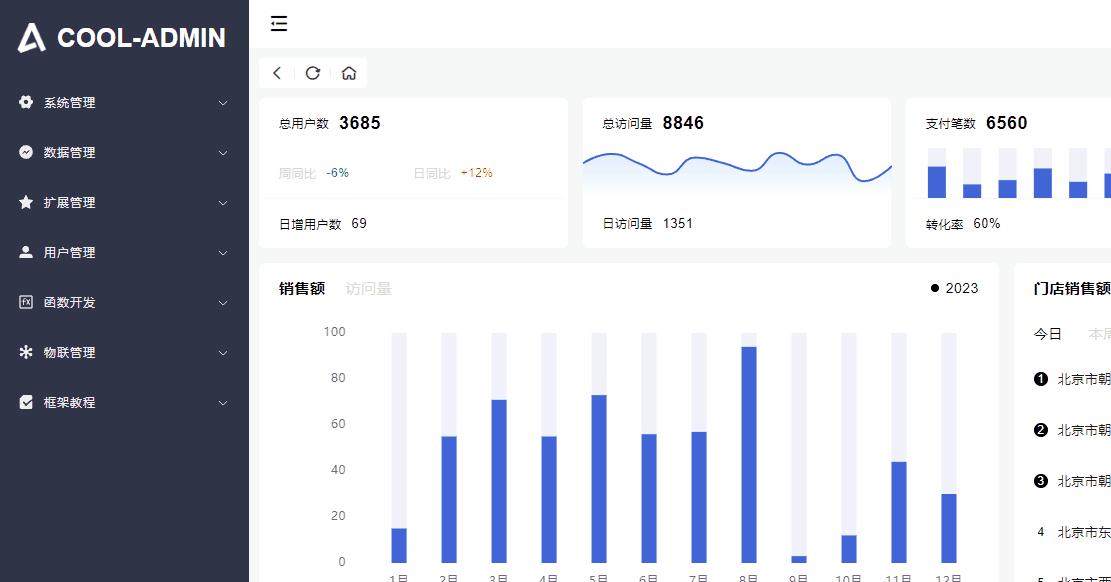 COOL-ADMIN
系统管理
数据管理
扩展管理
用户管理
fx 函数开发
物联管理
框架教程
总用户数 3685
周同比 -6% 日同比 +12%
日增用户数 69
总访问量 8846
日访问量 1351
支付笔数 6560
转化率 60%
销售额 访问量 2023
100
80
60
40
20
0
1月 2月 3月 4月 5月 6月 7月 8月 9月 10月 11月 12月
门店销售额
今日 本周
1 北京市朝
2 北京市朝
3 北京市朝
4 北京市东
5 北京市西